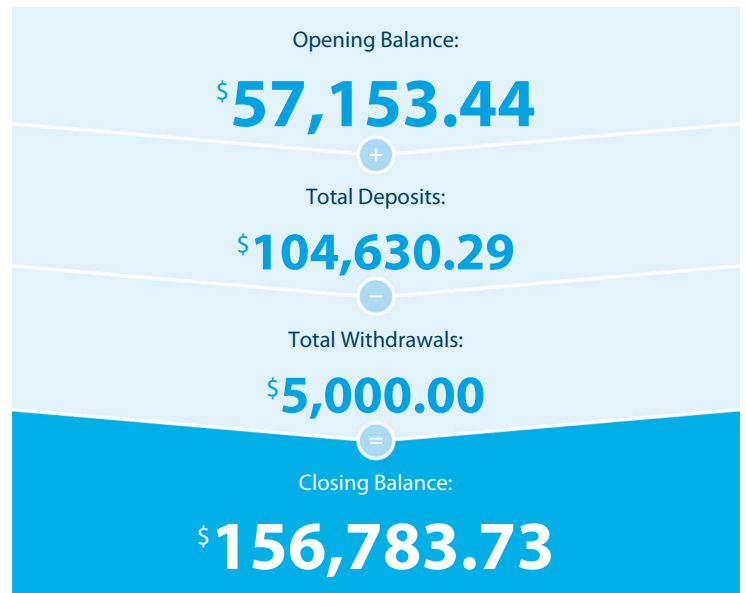 Opening Balance:
$57,153.44
+
Total Deposits:
$104,630.29
−
Total Withdrawals:
$5,000.00
=
Closing Balance:
$156,783.73